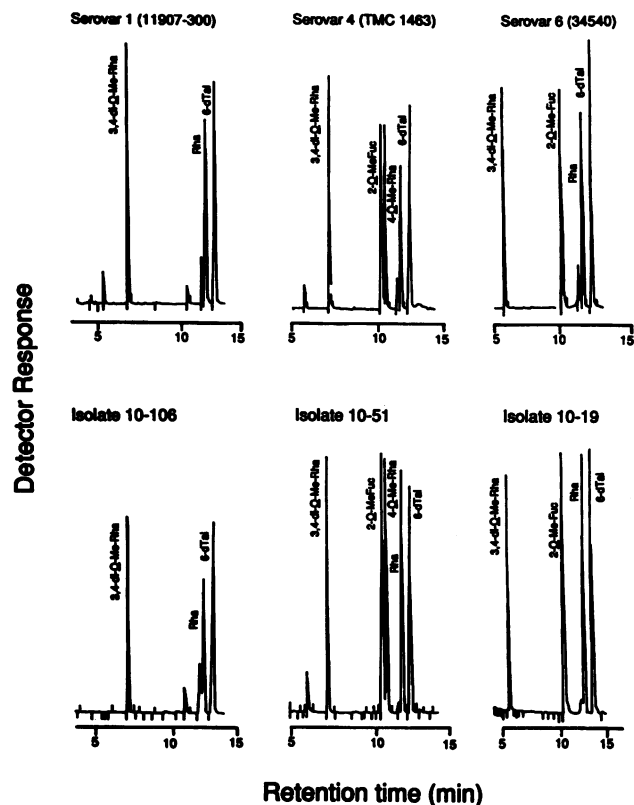 Serovar 1 (11907-300)
Serovar 4 (TMC 1463)
Serovar 6 (34540)
3,4-di-O-Me-Rha
Rha
6-dTal
3,4-di-O-Me-Rha
2-O-MeFuc
4-O-Me-Rha
6-dTal
3,4-di-O-Me-Rha
2-O-Me-Fuc
Rha
6-dTal
5 10 15
5 10 15
5 10 15
Detector Response
Isolate 10-106
Isolate 10-51
Isolate 10-19
3,4-di-O-Me-Rha
Rha
6-dTal
3,4-di-O-Me-Rha
2-O-MeFuc
4-O-Me-Rha
Rha
6-dTal
3,4-di-O-Me-Rha
2-O-Me-Fuc
Rha
6-dTal
5 10 15
5 10 15
5 10 15
Retention time (min)